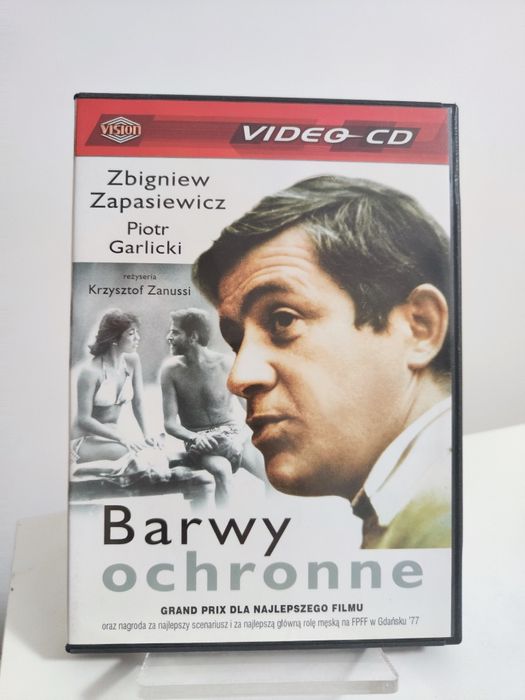 VISION
VIDEO CD
Zbigniew
Zapasiewicz
Piotr
Garlicki
reżyseria
Krzysztof Zanussi
Barwy
ochronne
GRAND PRIX DLA NAJLEPSZEGO FILMU
oraz nagroda za najlepszy scenariusz i za najlepszą główną rolę męską na FPFF w Gdańsku '77